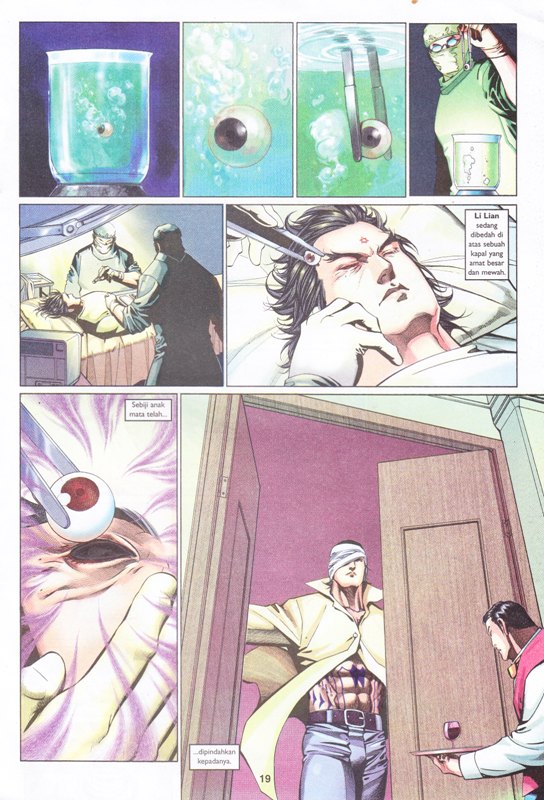 Li Lian
sedang
dibedah di
atas sebuah
kapal yang
amat besar
dan mewah.
Sebiji anak
mata telah...
...dipindahkan
kepadanya.
19